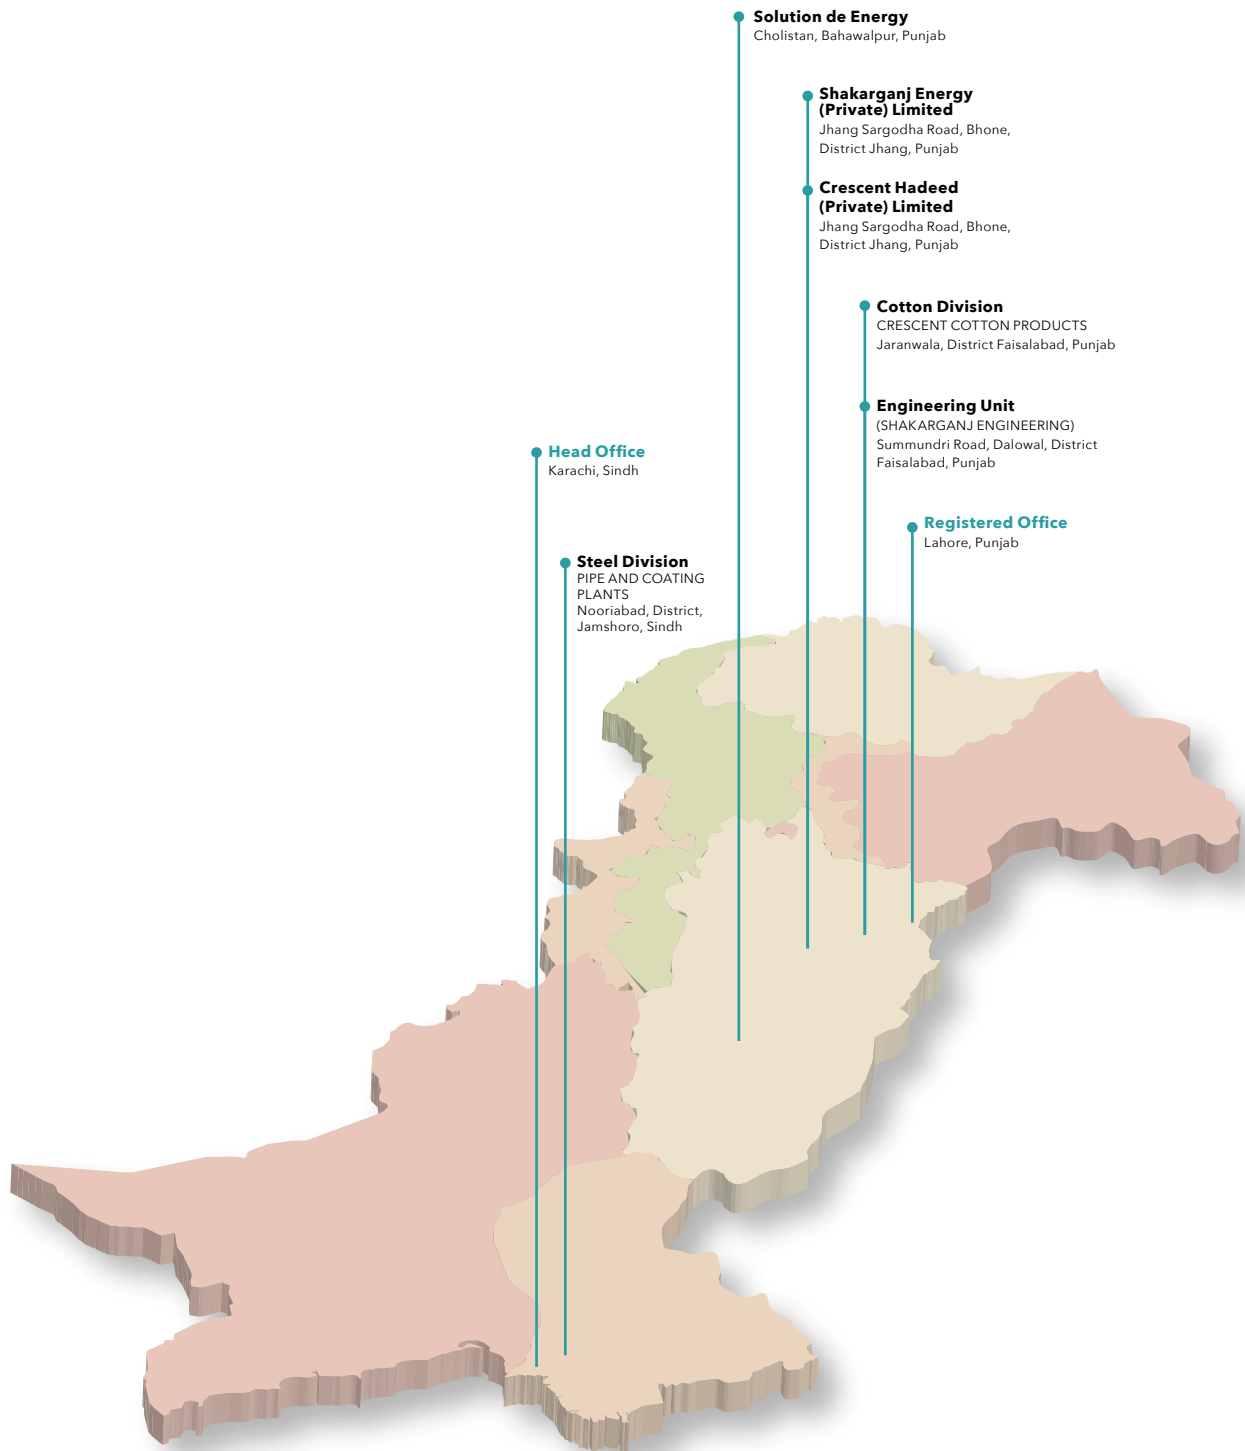 Solution de Energy
Cholistan, Bahawalpur, Punjab
Shakarganj Energy
(Private) Limited
Jhang Sargodha Road, Bhone,
District Jhang, Punjab
Crescent Hadeed
(Private) Limited
Jhang Sargodha Road, Bhone,
District Jhang, Punjab
Cotton Division
CRESCENT COTTON PRODUCTS
Jaranwala, District Faisalabad, Punjab
Engineering Unit
(SHAKARGANJ ENGINEERING)
Summundri Road, Dalowal, District
Faisalabad, Punjab
Head Office
Karachi, Sindh
Registered Office
Lahore, Punjab
Steel Division
PIPE AND COATING
PLANTS
Nooriabad, District,
Jamshoro, Sindh